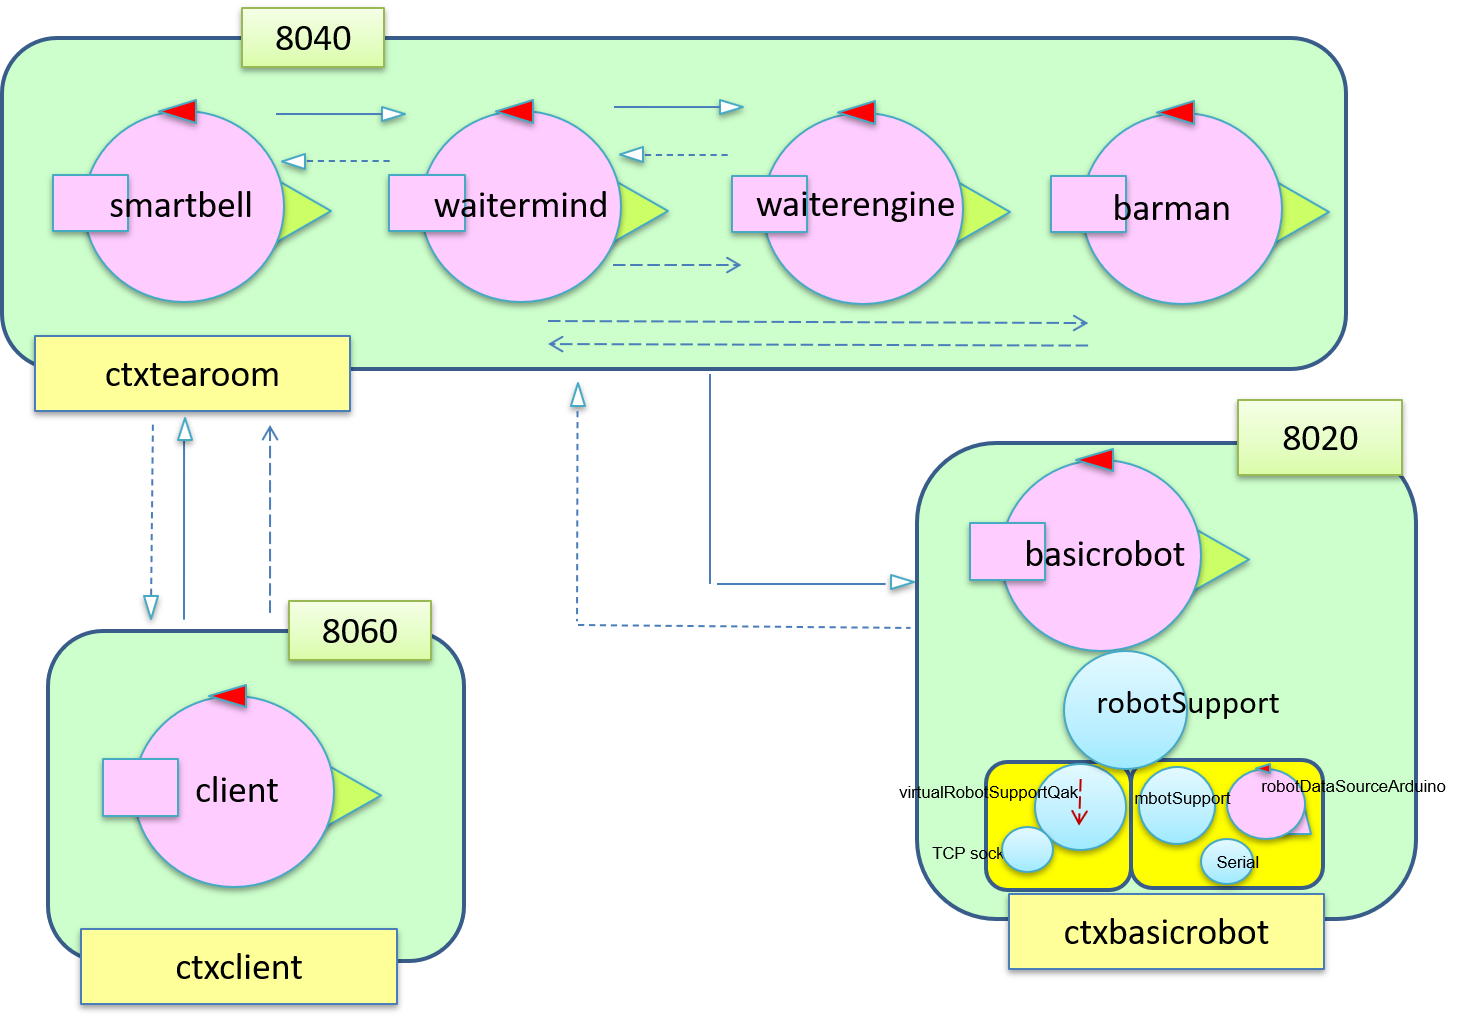 8040
smartbell
waitermind
waiterengine
barman
ctxtearoom
8020
basicrobot
robotSupport
8060
client
virtualRobotSupportQak
mbotSupport
robotDataSourceArduino
TCP sock
Serial
ctxbasicrobot
ctxclient